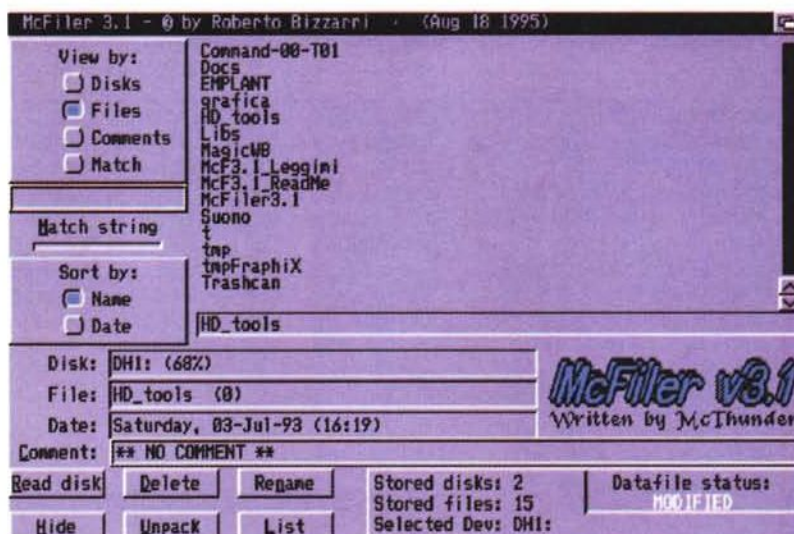 McFiler 3.1 - © by Roberto Bizzarri · (Aug 18 1995)
View by:
Disks
Files
Comments
Match
Match string
Sort by:
Name
Date
Command-00-T01
Docs
EMPLANT
grafica
HD_tools
Libs
MagicWB
McF3.1_Leggimi
McF3.1_ReadMe
McFiler3.1
Suono
t
tmp
tmpFraphiX
Trashcan
HD_tools
Disk: DH1: (68%)
File: HD_tools (0)
Date: Saturday, 03-Jul-93 (16:19)
Comment: ** NO COMMENT **
McFiler v3.1
Written by McThunder
Read disk Delete Rename
Hide Unpack List
Stored disks: 2
Stored files: 15
Selected Dev: DH1:
Datafile status:
MODIFIED